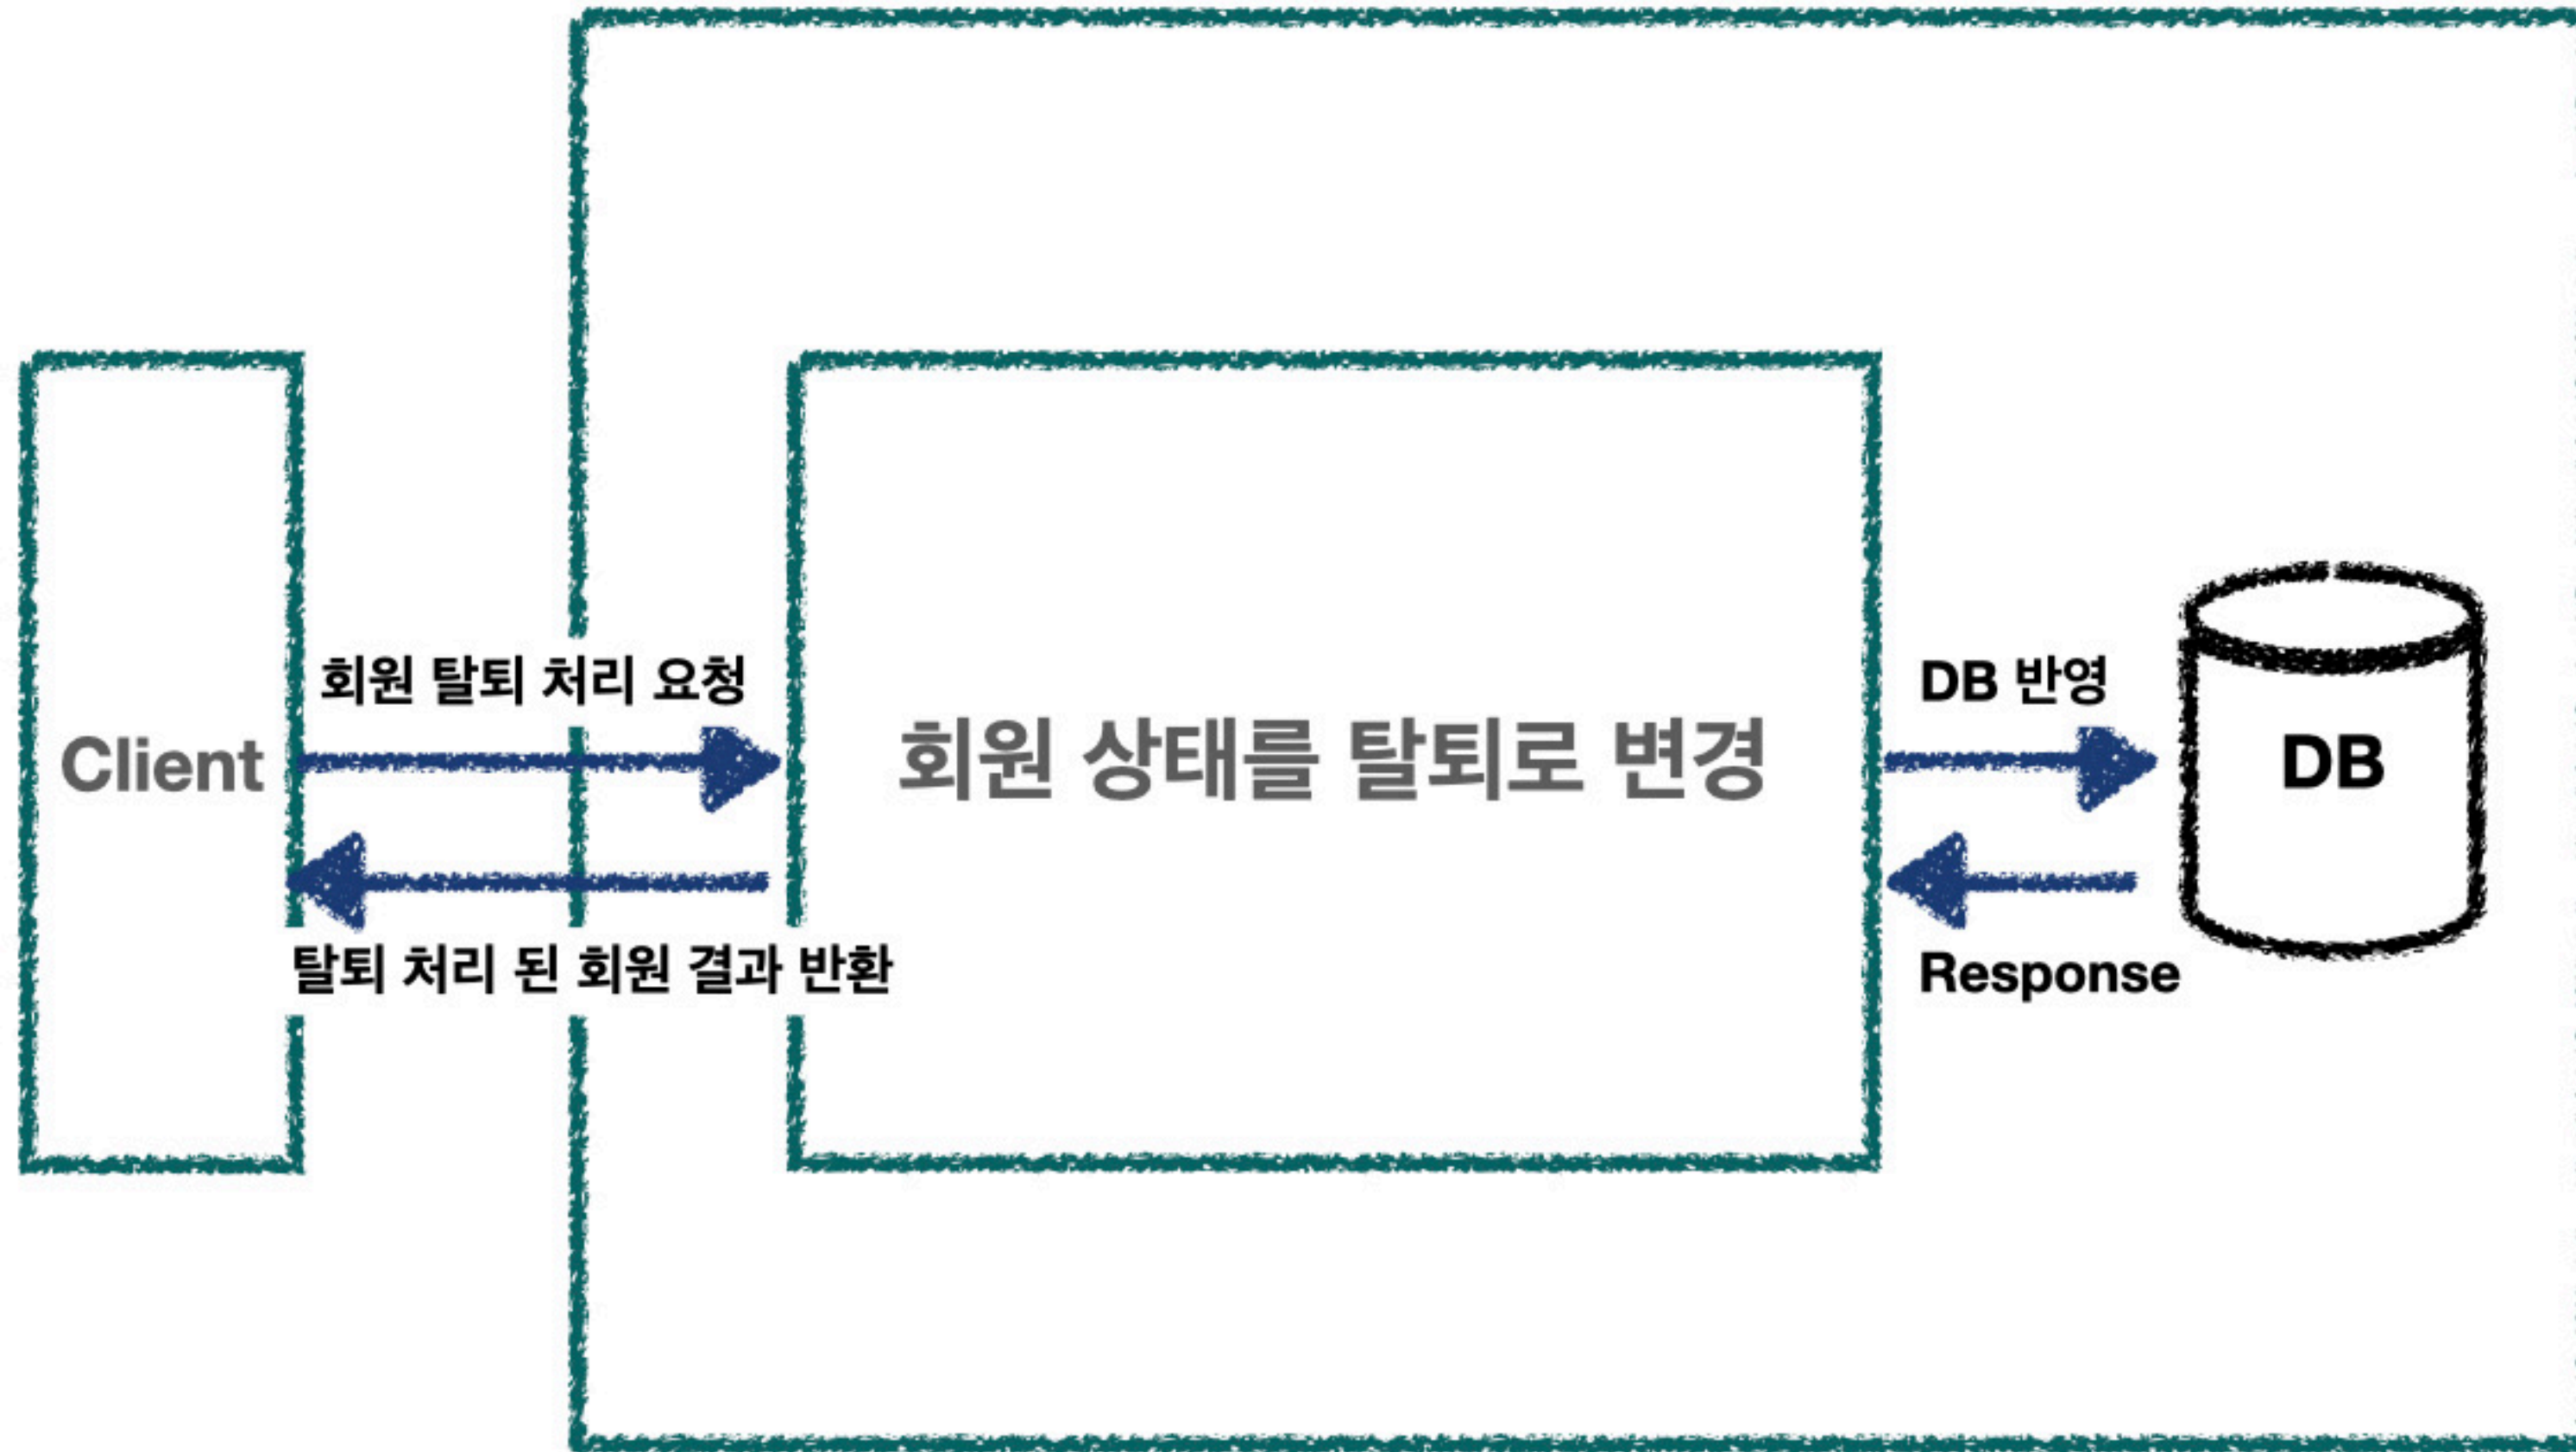 회원 탈퇴 처리 요청
DB 반영
Client
회원 상태를 탈퇴로 변경
DB
탈퇴 처리 된 회원 결과 반환
Response